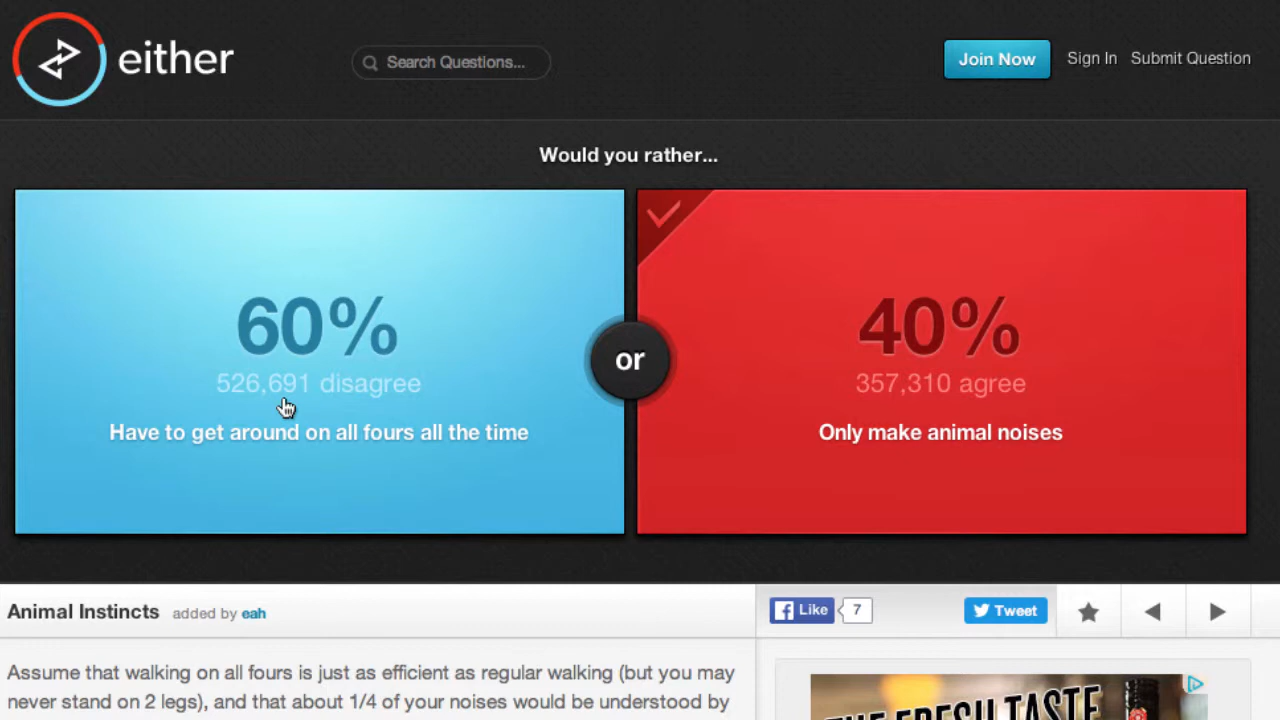 either
Search Questions...
Join Now
Sign In
Submit Question
Would you rather...
60%
526,691 disagree
Have to get around on all fours all the time
or
40%
357,310 agree
Only make animal noises
Animal Instincts added by eah
Like
7
Tweet
Assume that walking on all fours is just as efficient as regular walking (but you may
never stand on 2 legs), and that about 1/4 of your noises would be understood by
THE FRESH TASTE